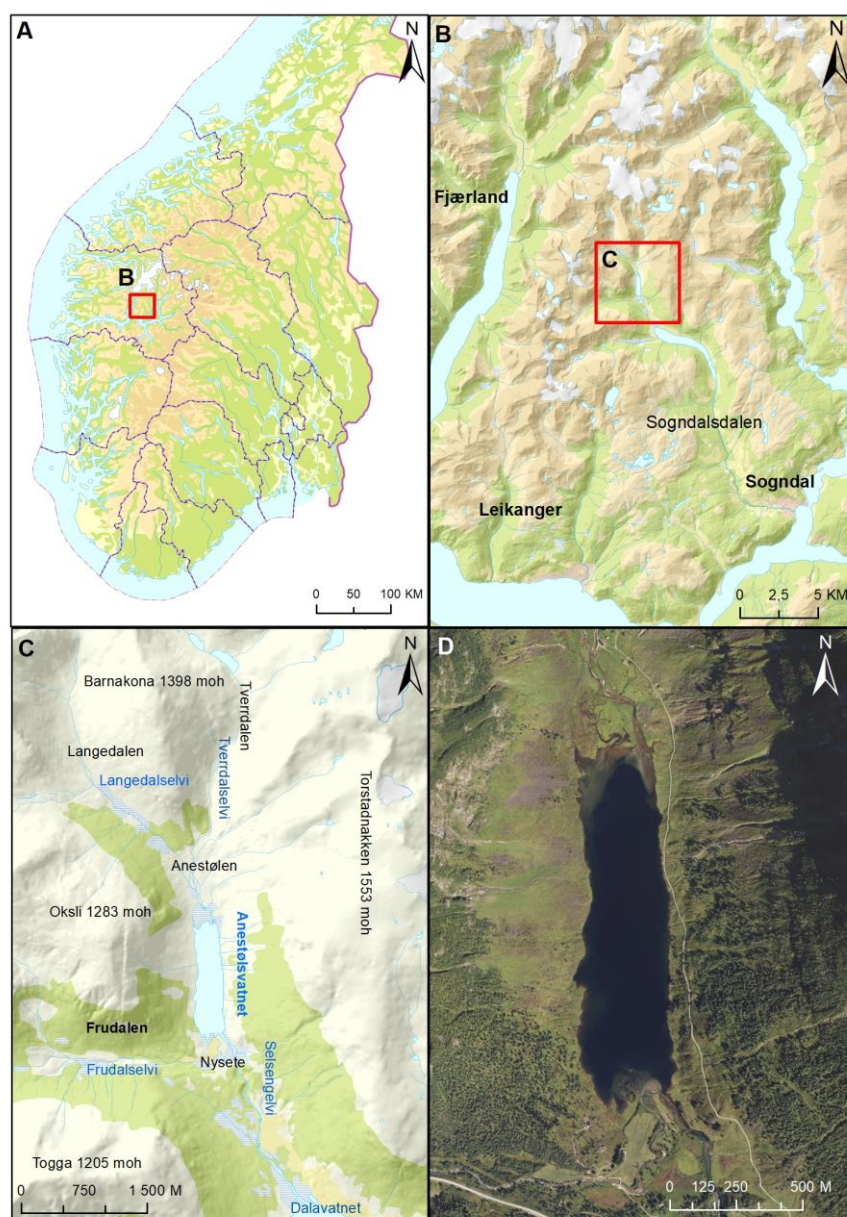 A
N
B
0 50 100 KM
B
N
Fjærland
C
Sogndalsdalen
Sogndal
Leikanger
0 2,5 5 KM
C
N
Barnakona 1398 moh
Tverrdalen
Langedalen
Langedalselvi
Tverrdalselvi
Torstadnakken 1553 moh
Anestølen
Oksli 1283 moh
Anestølsvatnet
Frudalen
Nysete
Frudalselvi
Selsengelvi
Togga 1205 moh
0 750 1 500 M
Dalavatnet
D
N
0 125 250 500 M